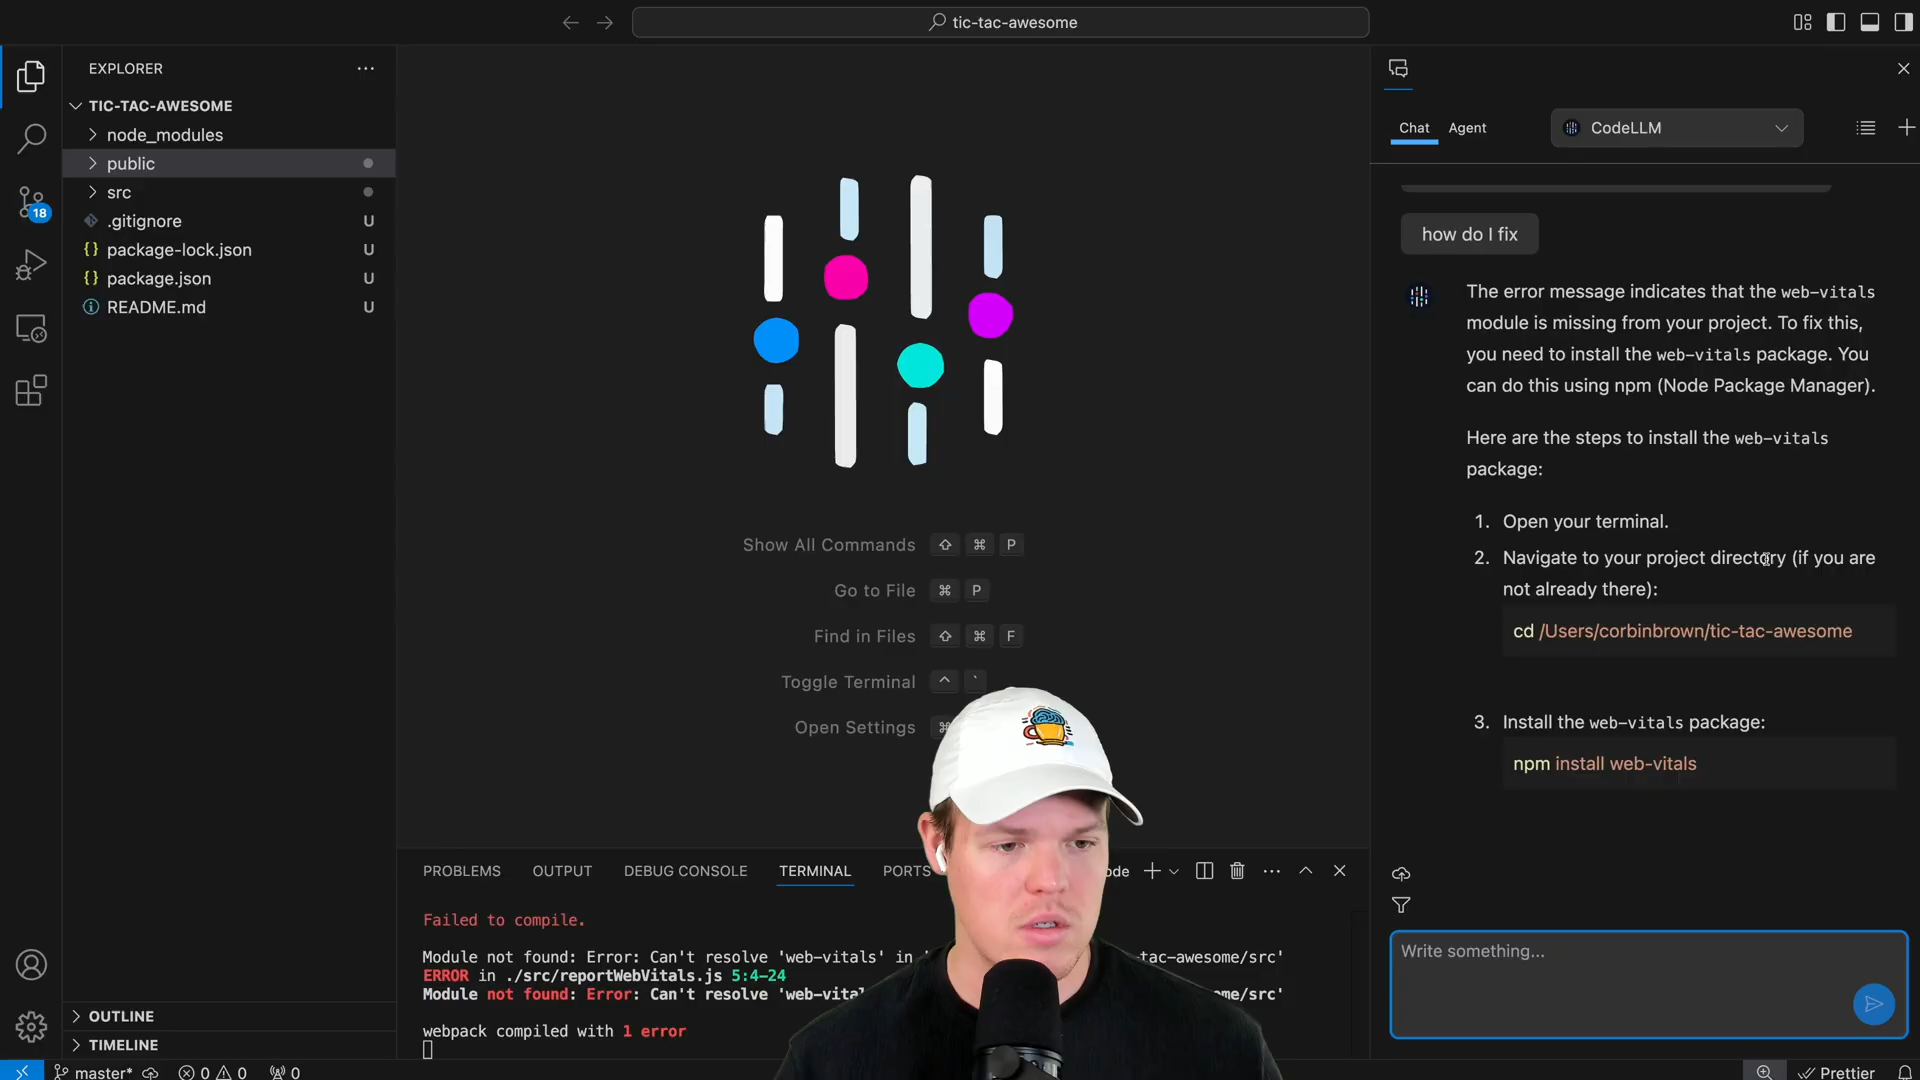 tic-tac-awesome
EXPLORER
TIC-TAC-AWESOME
node_modules
public
src
.gitignore U
package-lock.json U
package.json U
README.md U
18
OUTLINE
TIMELINE
Show All Commands ⇧ ⌘ P
Go to File ⌘ P
Find in Files ⇧ ⌘ F
Toggle Terminal ^ `
Open Settings ⌘
PROBLEMS OUTPUT DEBUG CONSOLE TERMINAL PORTS
Failed to compile.
Module not found: Error: Can't resolve 'web-vitals' in ' tac-awesome/src'
ERROR in ./src/reportWebVitals.js 5:4-24
Module not found: Error: Can't resolve 'web-vital me/src'
webpack compiled with 1 error
Chat Agent CodeLLM
how do I fix
The error message indicates that the web-vitals
module is missing from your project. To fix this,
you need to install the web-vitals package. You
can do this using npm (Node Package Manager).
Here are the steps to install the web-vitals
package:
1. Open your terminal.
2. Navigate to your project directory (if you are
not already there):
cd /Users/corbinbrown/tic-tac-awesome
3. Install the web-vitals package:
npm install web-vitals
Write something...
master* 0 0 0
Prettier